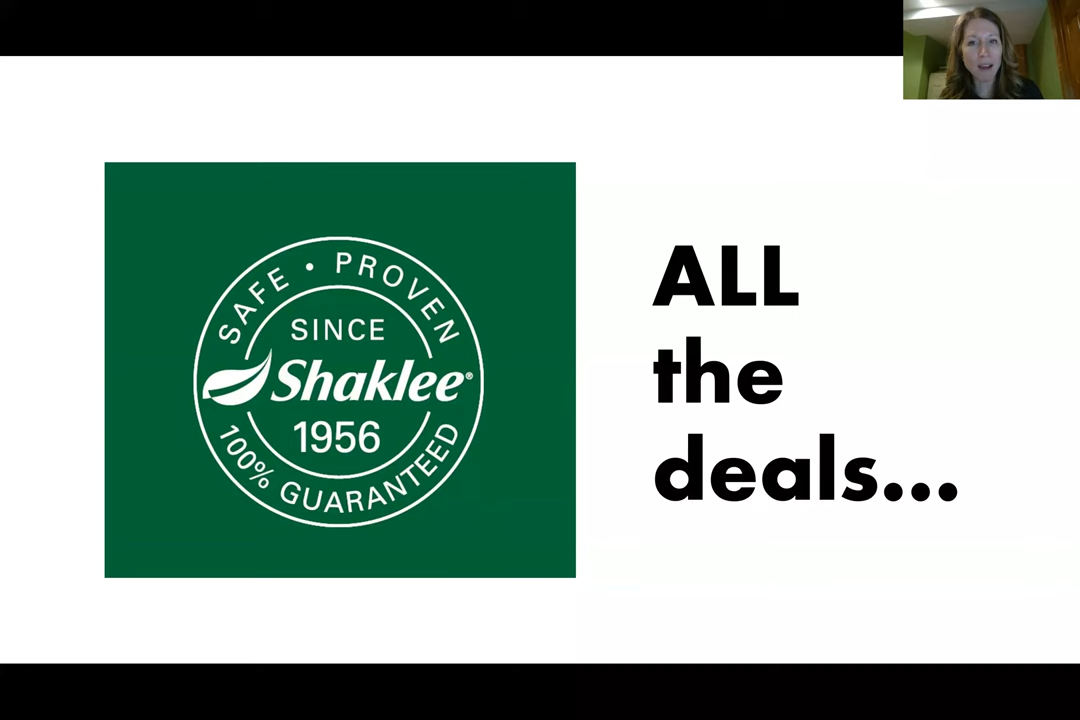 SAFE • PROVEN
SINCE
Shaklee®
1956
100% GUARANTEED
ALL
the
deals...